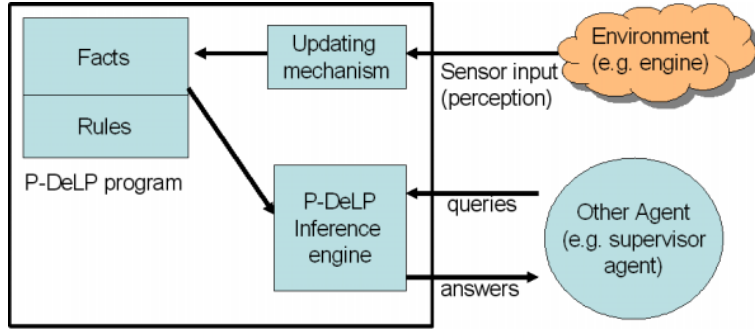 Facts
Rules
P-DeLP program
Updating
mechanism
Sensor input
(perception)
Environment
(e.g. engine)
P-DeLP
Inference
engine
queries
answers
Other Agent
(e.g. supervisor
agent)